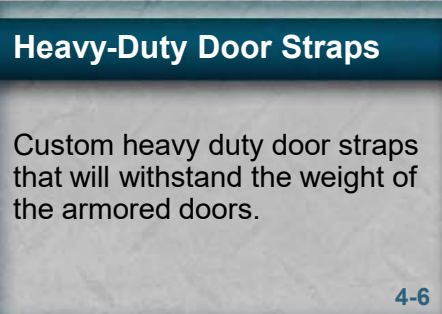 Heavy-Duty Door Straps
Custom heavy duty door straps
that will withstand the weight of
the armored doors.
4-6